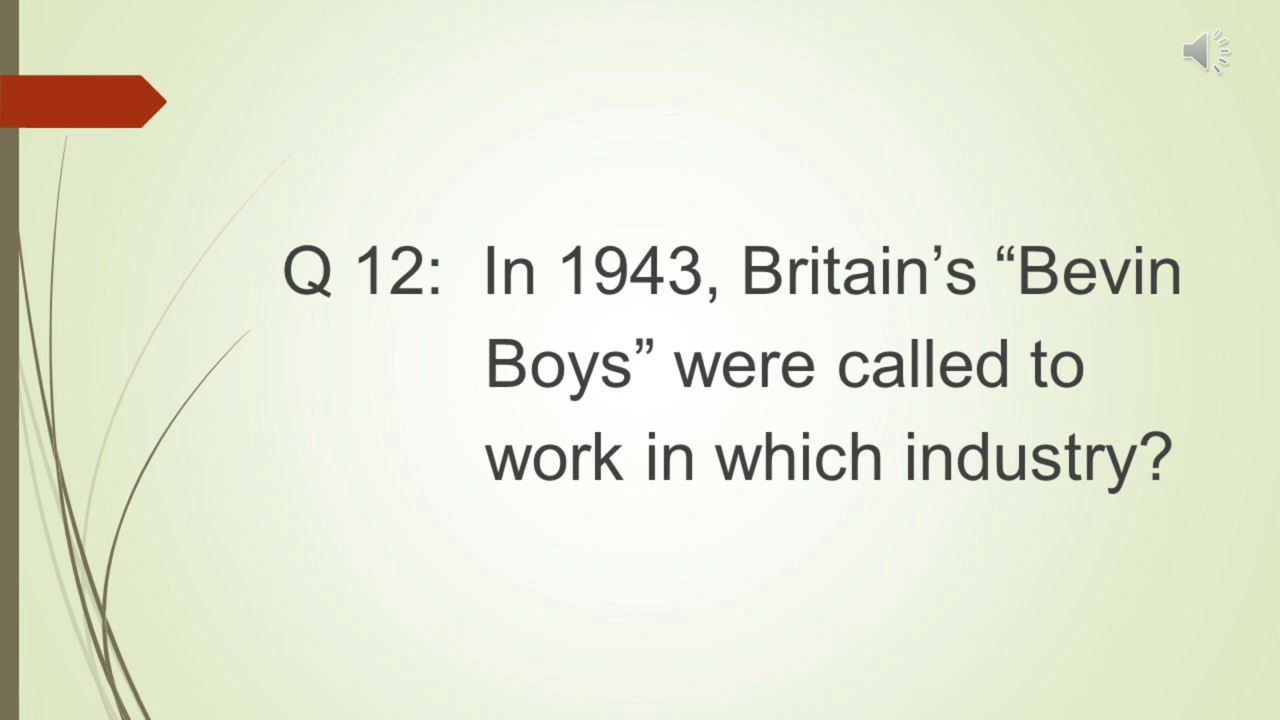 Q 12: In 1943, Britain’s “Bevin
Boys” were called to
work in which industry?